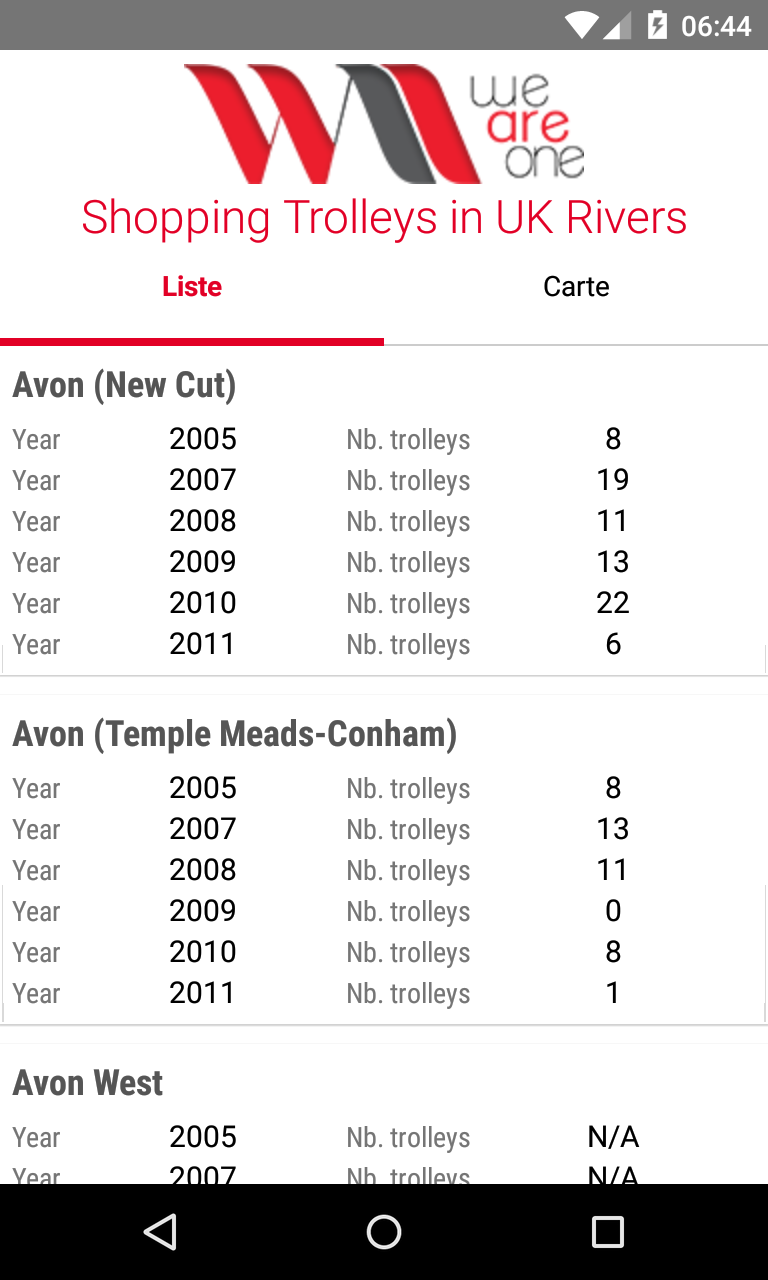 06:44
we
are
one
Shopping Trolleys in UK Rivers
Liste Carte
Avon (New Cut)
Year 2005 Nb. trolleys 8
Year 2007 Nb. trolleys 19
Year 2008 Nb. trolleys 11
Year 2009 Nb. trolleys 13
Year 2010 Nb. trolleys 22
Year 2011 Nb. trolleys 6
Avon (Temple Meads-Conham)
Year 2005 Nb. trolleys 8
Year 2007 Nb. trolleys 13
Year 2008 Nb. trolleys 11
Year 2009 Nb. trolleys 0
Year 2010 Nb. trolleys 8
Year 2011 Nb. trolleys 1
Avon West
Year 2005 Nb. trolleys N/A
Year 2007 Nb. trolleys N/A